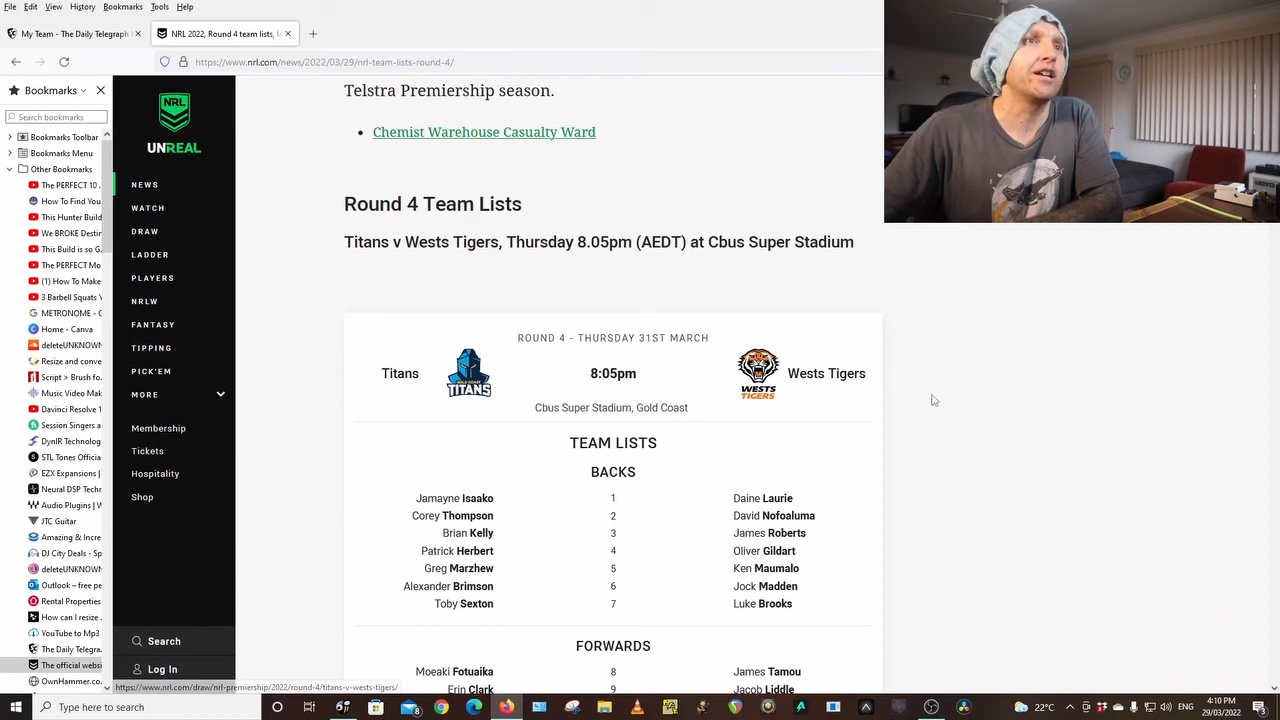 File Edit View History Bookmarks Tools Help
My Team - The Daily Telegraph
NRL 2022, Round 4 team lists,
https://www.nrl.com/news/2022/03/29/nrl-team-lists-round-4/
Bookmarks
Search bookmarks
Bookmarks Toolbar
Bookmarks Menu
Other Bookmarks
The PERFECT 10
How To Find You
This Hunter Build
We BROKE Destin
This Build is so G
The PERFECT Mo
(1) How To Make
3 Barbell Squats Y
METRONOME - G
Home - Canva
deleteUNKNOWN
Resize and conve
Script > Brush fo
Music Video Mak
Davinci Resolve 1
Session Singers a
DynIR Technolog
STL Tones Officia
EZX Expansions |
Neural DSP Techn
Audio Plugins | W
JTC Guitar
Amazing & Incre
DJ City Deals - Sp
deleteUNKNOWN
Outlook – free pe
Rental Properties
How can I resize
YouTube to Mp3
The Daily Telegra
The official websi
OwnHammer.co
NRL
UNREAL
NEWS
WATCH
DRAW
LADDER
PLAYERS
NRLW
FANTASY
TIPPING
PICK'EM
MORE
Membership
Tickets
Hospitality
Shop
Search
Log In
Telstra Premiership season.
Chemist Warehouse Casualty Ward
Round 4 Team Lists
Titans v Wests Tigers, Thursday 8.05pm (AEDT) at Cbus Super Stadium
ROUND 4 - THURSDAY 31ST MARCH
Titans GOLD COAST TITANS 8:05pm WESTS TIGERS Wests Tigers
Cbus Super Stadium, Gold Coast
TEAM LISTS
BACKS
Jamayne Isaako 1 Daine Laurie
Corey Thompson 2 David Nofoaluma
Brian Kelly 3 James Roberts
Patrick Herbert 4 Oliver Gildart
Greg Marzhew 5 Ken Maumalo
Alexander Brimson 6 Jock Madden
Toby Sexton 7 Luke Brooks
FORWARDS
Moeaki Fotuaika 8 James Tamou
Erin Clark 9 Jacob Liddle
https://www.nrl.com/draw/nrl-premiership/2022/round-4/titans-v-wests-tigers/
Type here to search
22°C
4:10 PM
29/03/2022